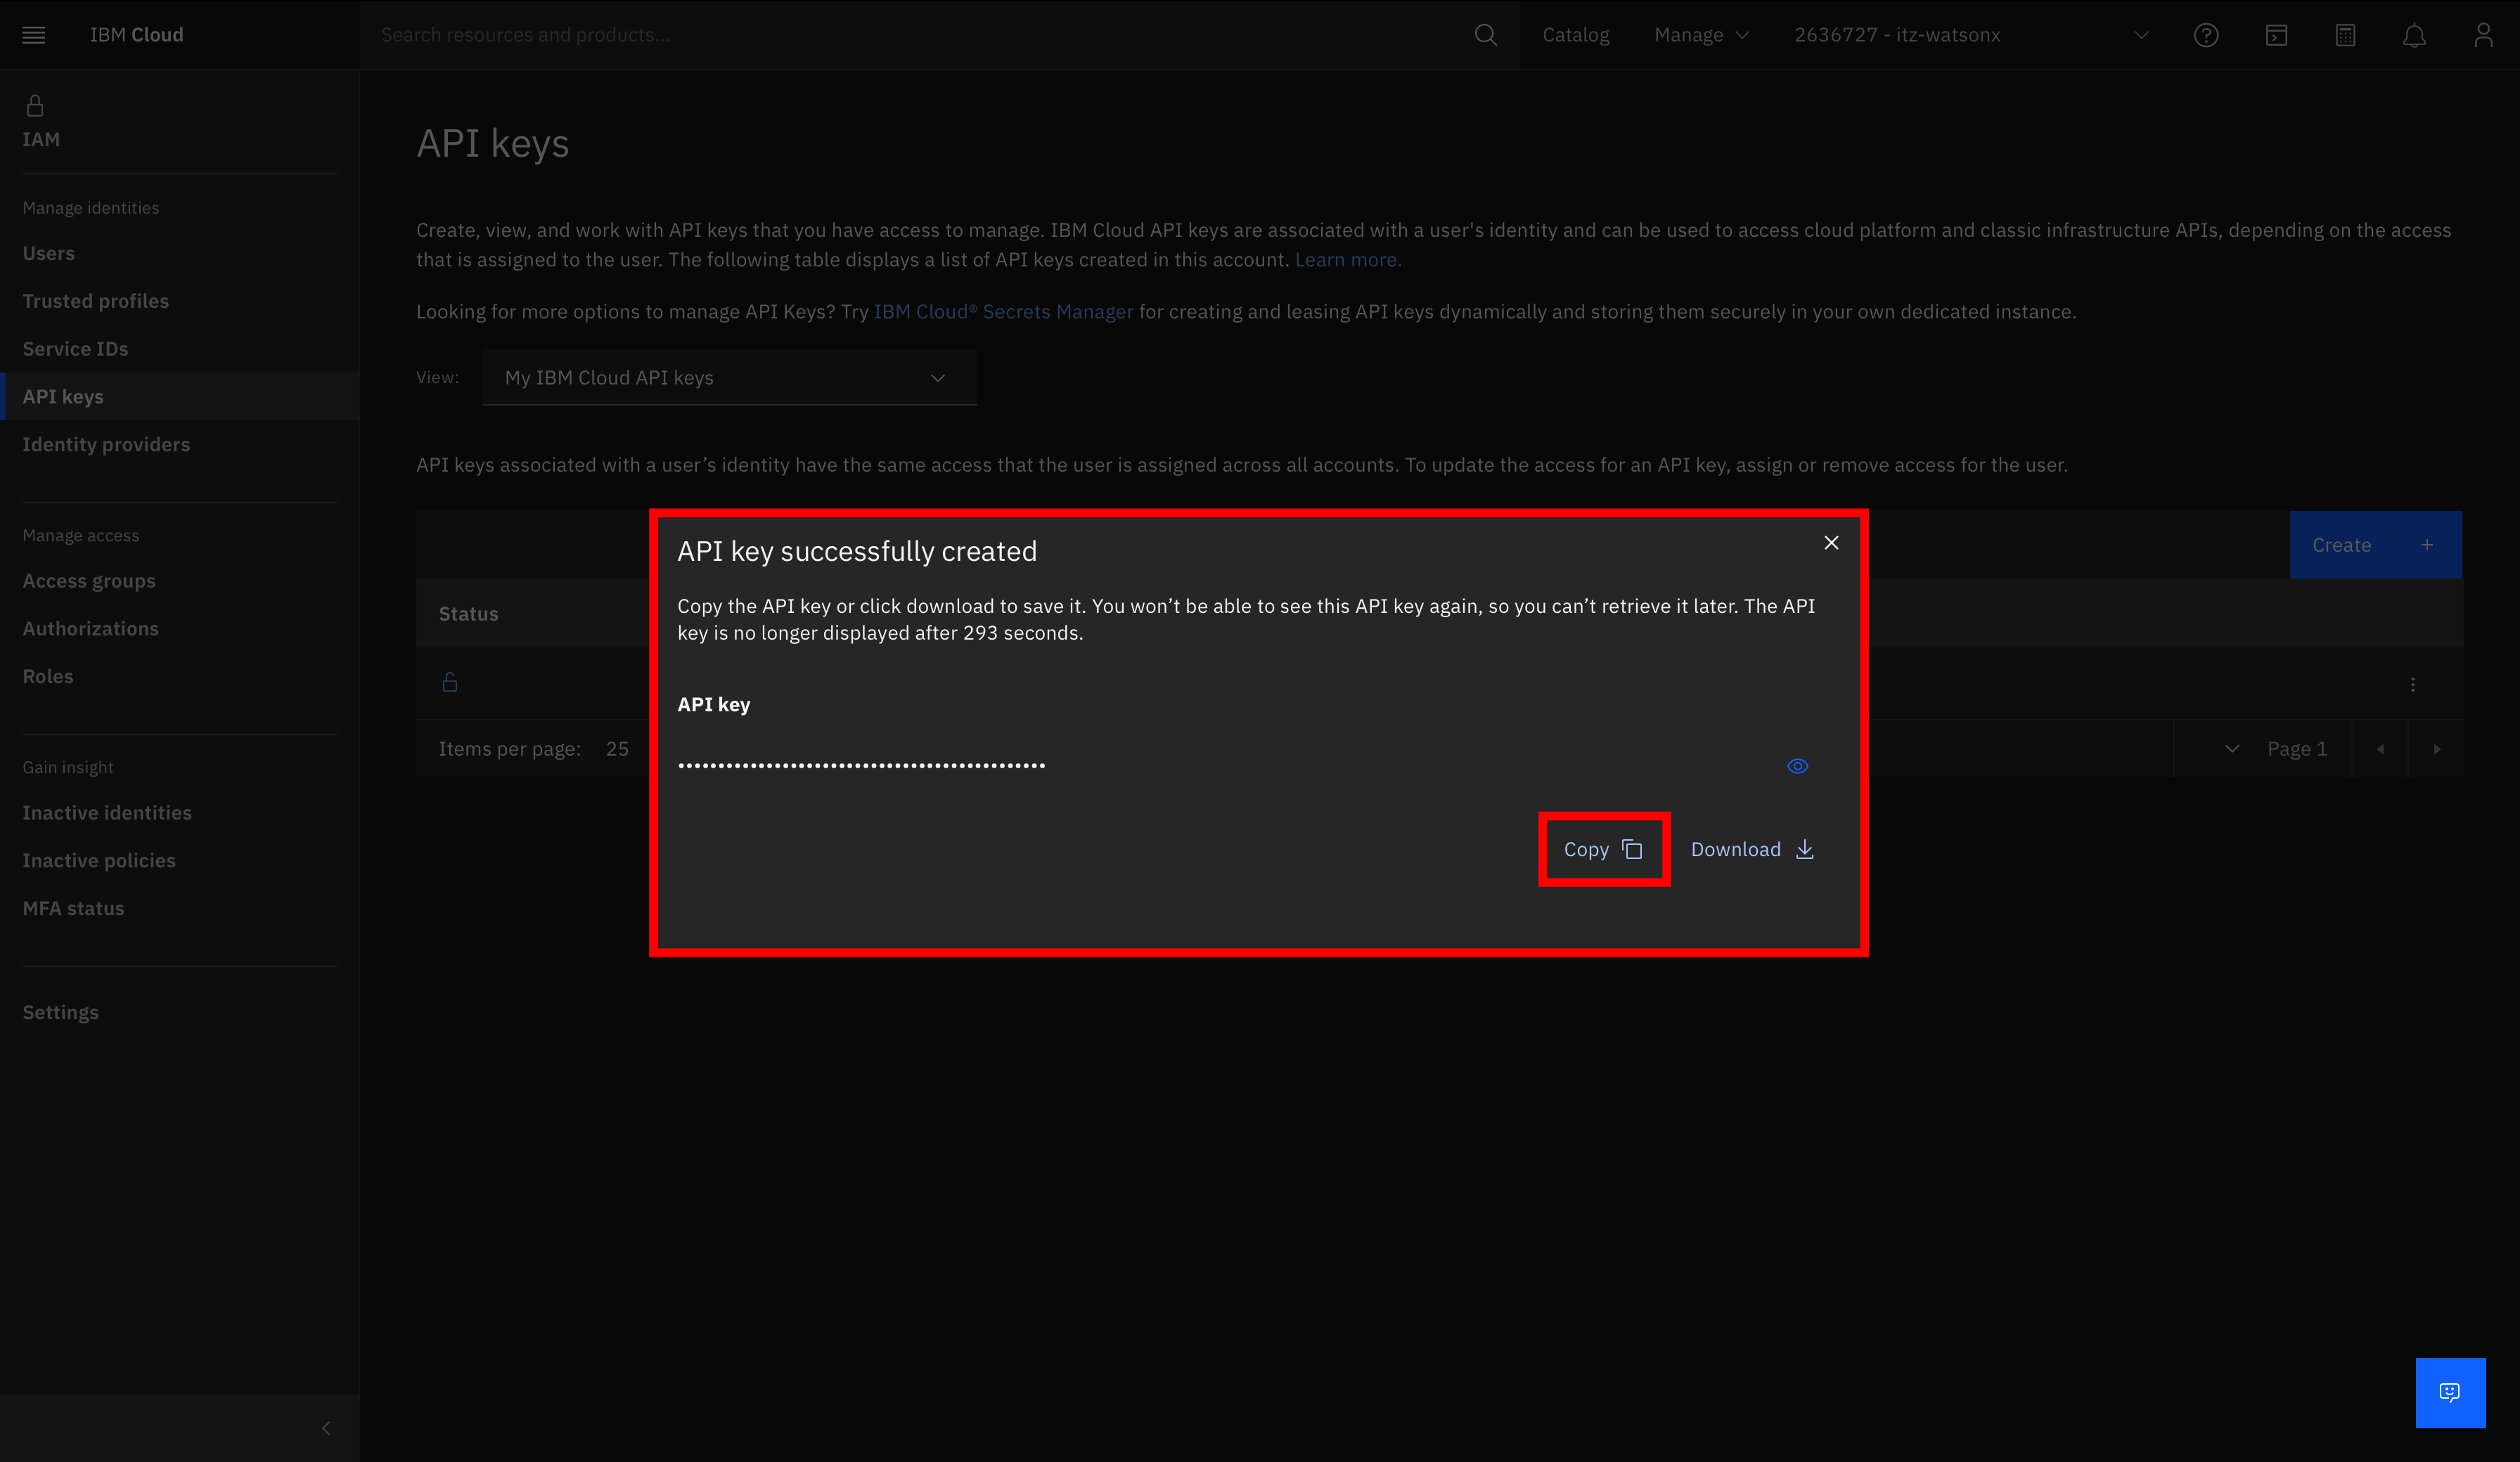 IBM Cloud
Search resources and products...
Catalog
Manage
2636727 - itz-watsonx
IAM
Manage identities
Users
Trusted profiles
Service IDs
API keys
Identity providers
Manage access
Access groups
Authorizations
Roles
Gain insight
Inactive identities
Inactive policies
MFA status
Settings
API keys
Create, view, and work with API keys that you have access to manage. IBM Cloud API keys are associated with a user's identity and can be used to access cloud platform and classic infrastructure APIs, depending on the access
that is assigned to the user. The following table displays a list of API keys created in this account. Learn more.
Looking for more options to manage API Keys? Try IBM Cloud® Secrets Manager for creating and leasing API keys dynamically and storing them securely in your own dedicated instance.
View:
My IBM Cloud API keys
API keys associated with a user’s identity have the same access that the user is assigned across all accounts. To update the access for an API key, assign or remove access for the user.
Create +
Status
Items per page: 25
Page 1
API key successfully created
Copy the API key or click download to save it. You won’t be able to see this API key again, so you can’t retrieve it later. The API
key is no longer displayed after 293 seconds.
API key
••••••••••••••••••••••••••••••••••••••••••••
Copy
Download